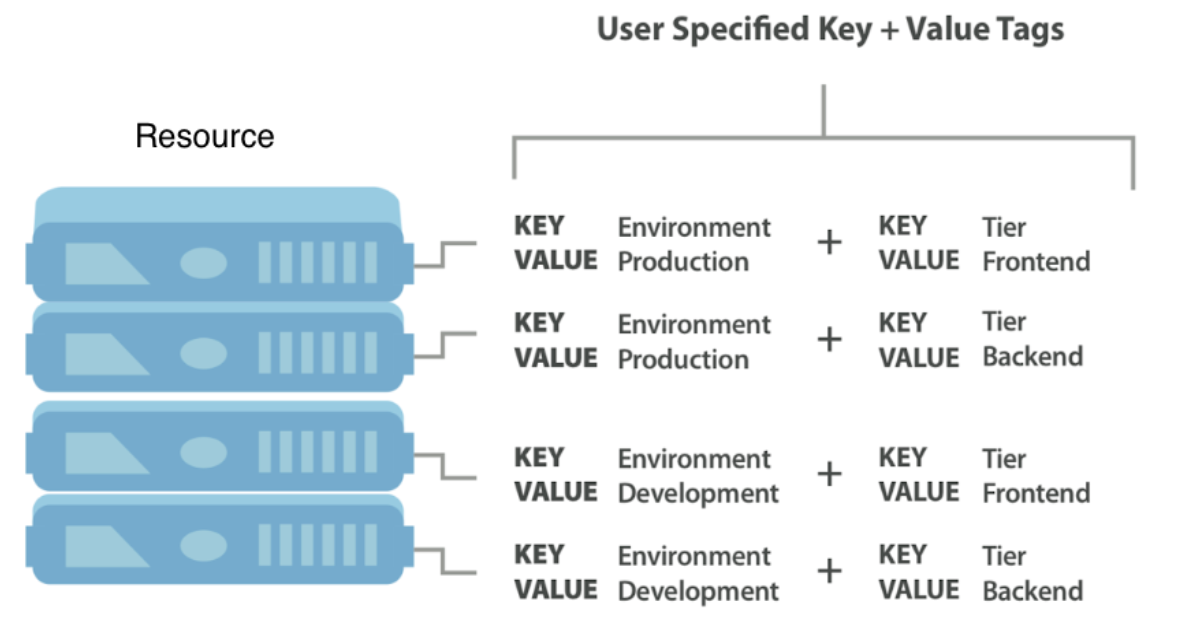 User Specified Key + Value Tags
Resource
KEY Environment + KEY Tier
VALUE Production VALUE Frontend
KEY Environment + KEY Tier
VALUE Production VALUE Backend
KEY Environment + KEY Tier
VALUE Development VALUE Frontend
KEY Environment + KEY Tier
VALUE Development VALUE Backend